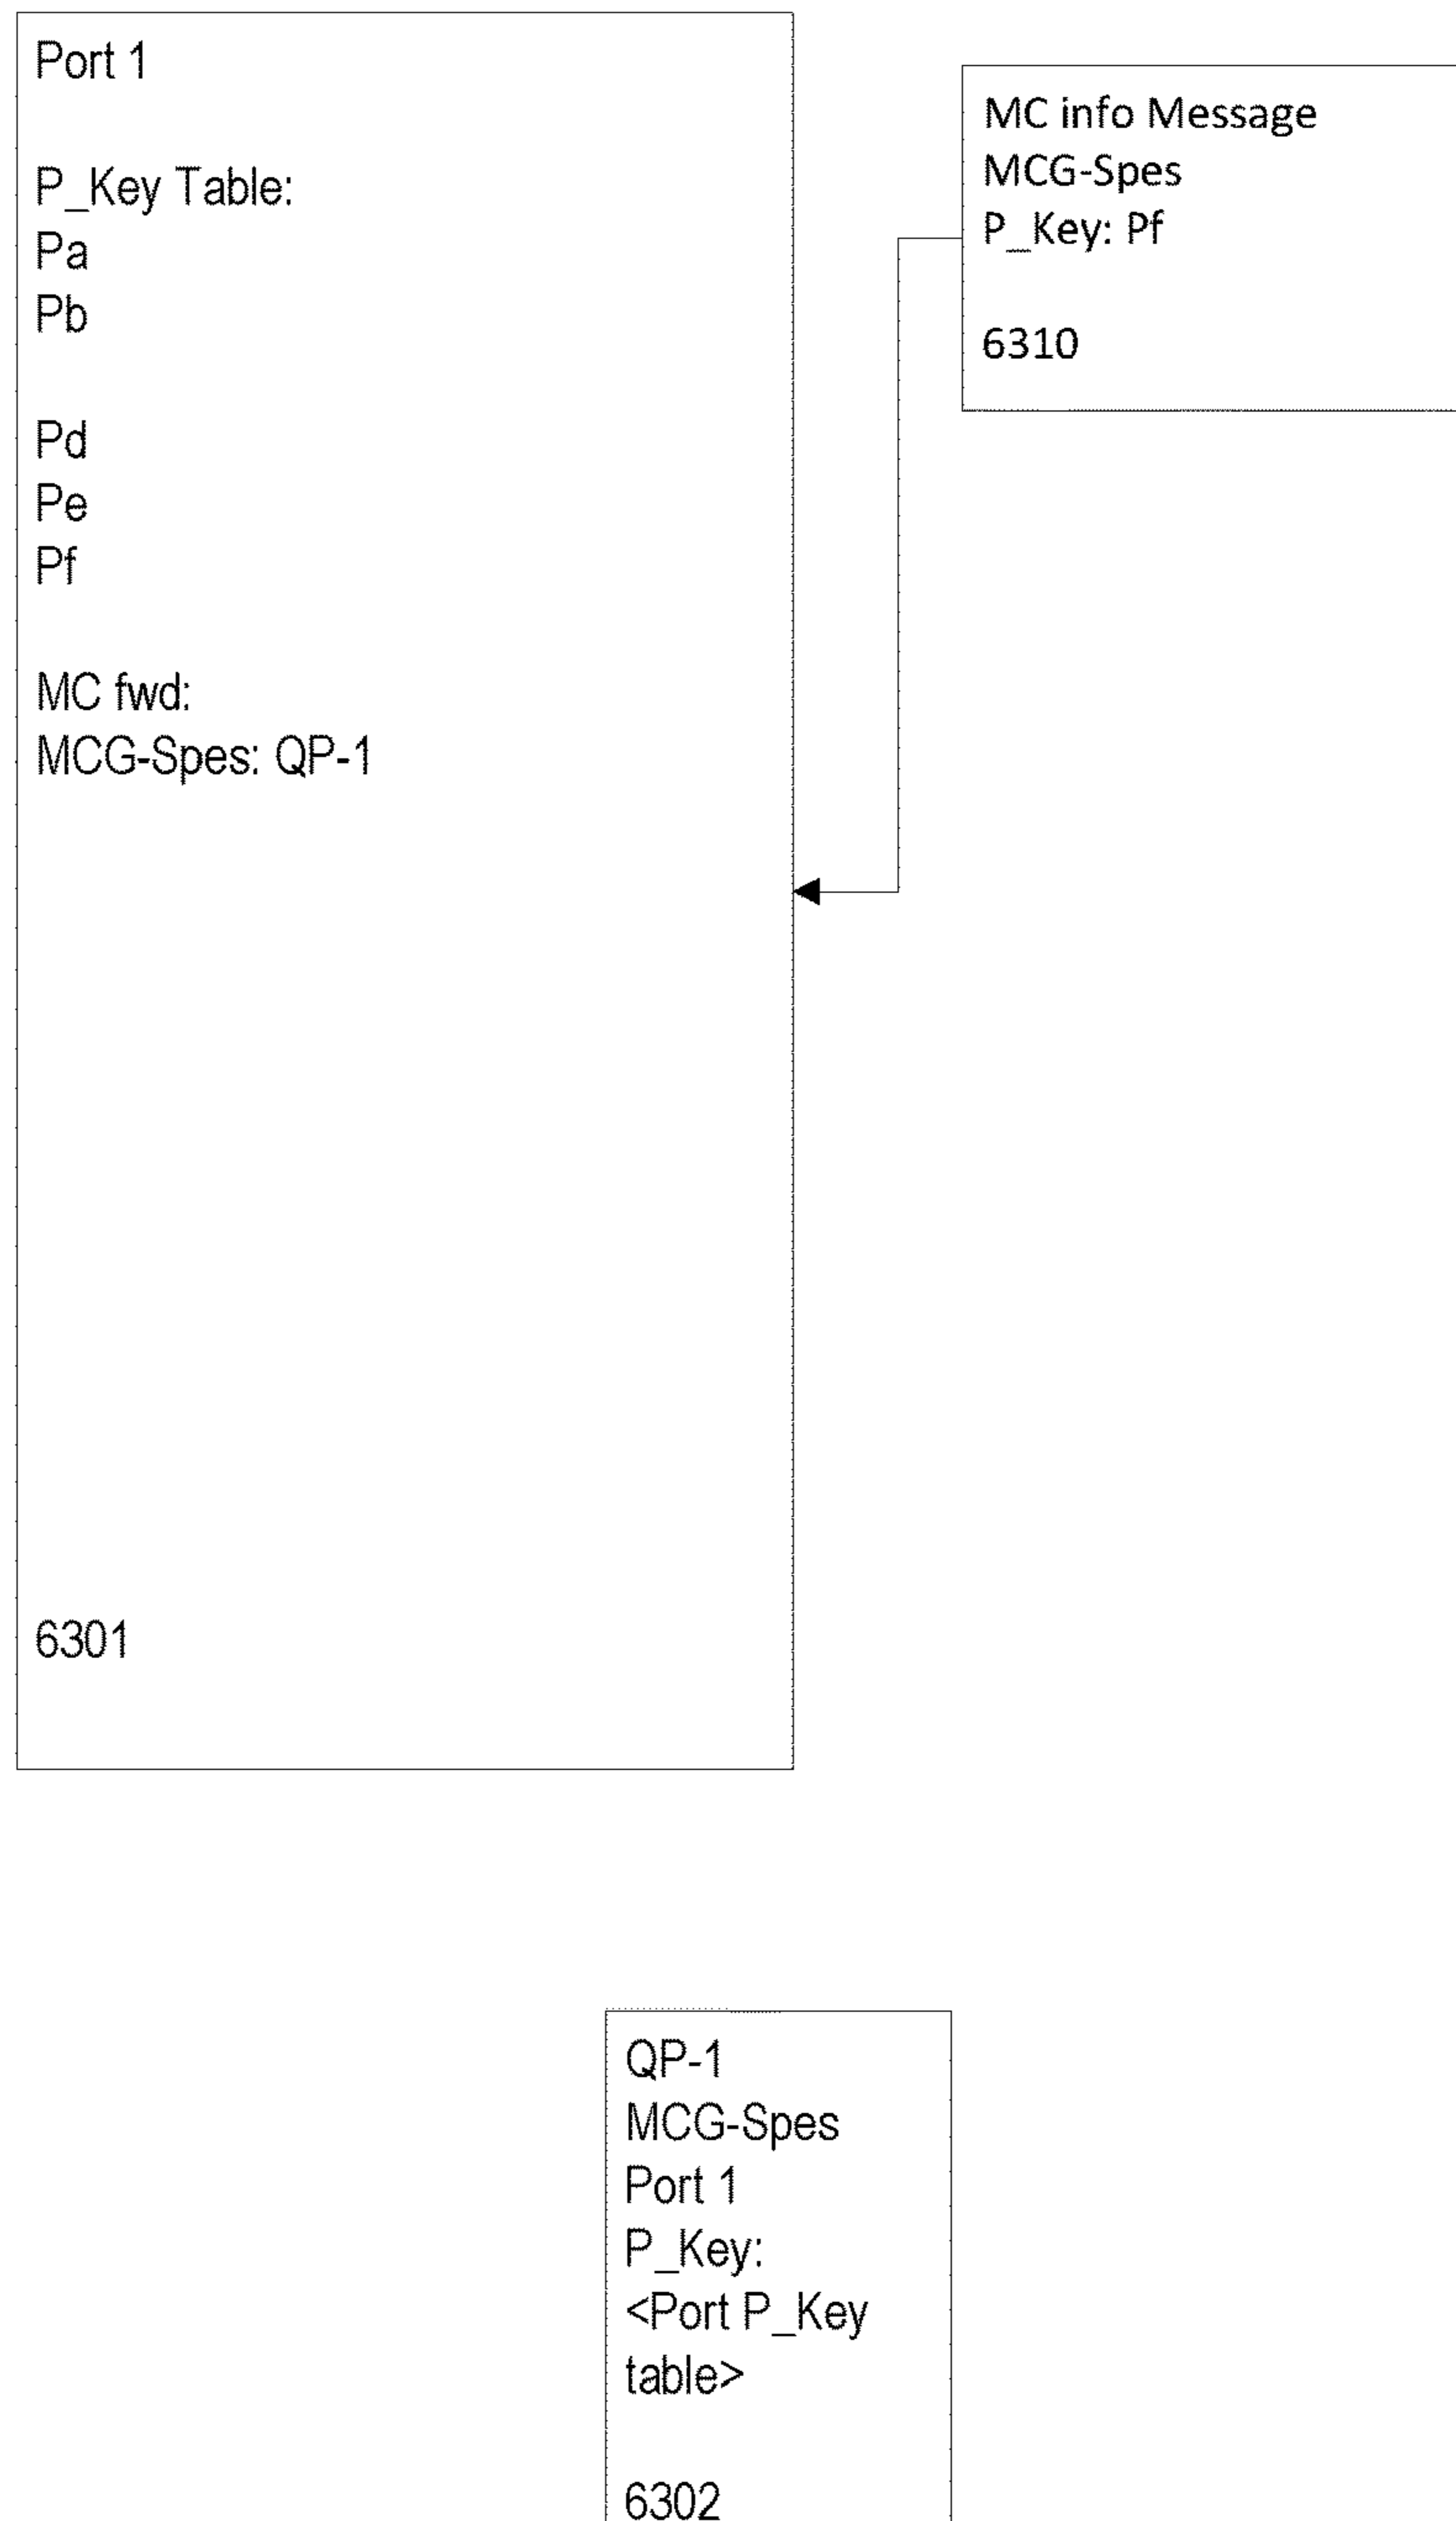 Port 1
P_Key Table:
Pa
Pb
Pd
Pe
Pf
MC fwd:
MCG-Spes: QP-1
6301
MC info Message
MCG-Spes
P_Key: Pf
6310
QP-1
MCG-Spes
Port 1
P_Key:
<Port P_Key
table>
6302